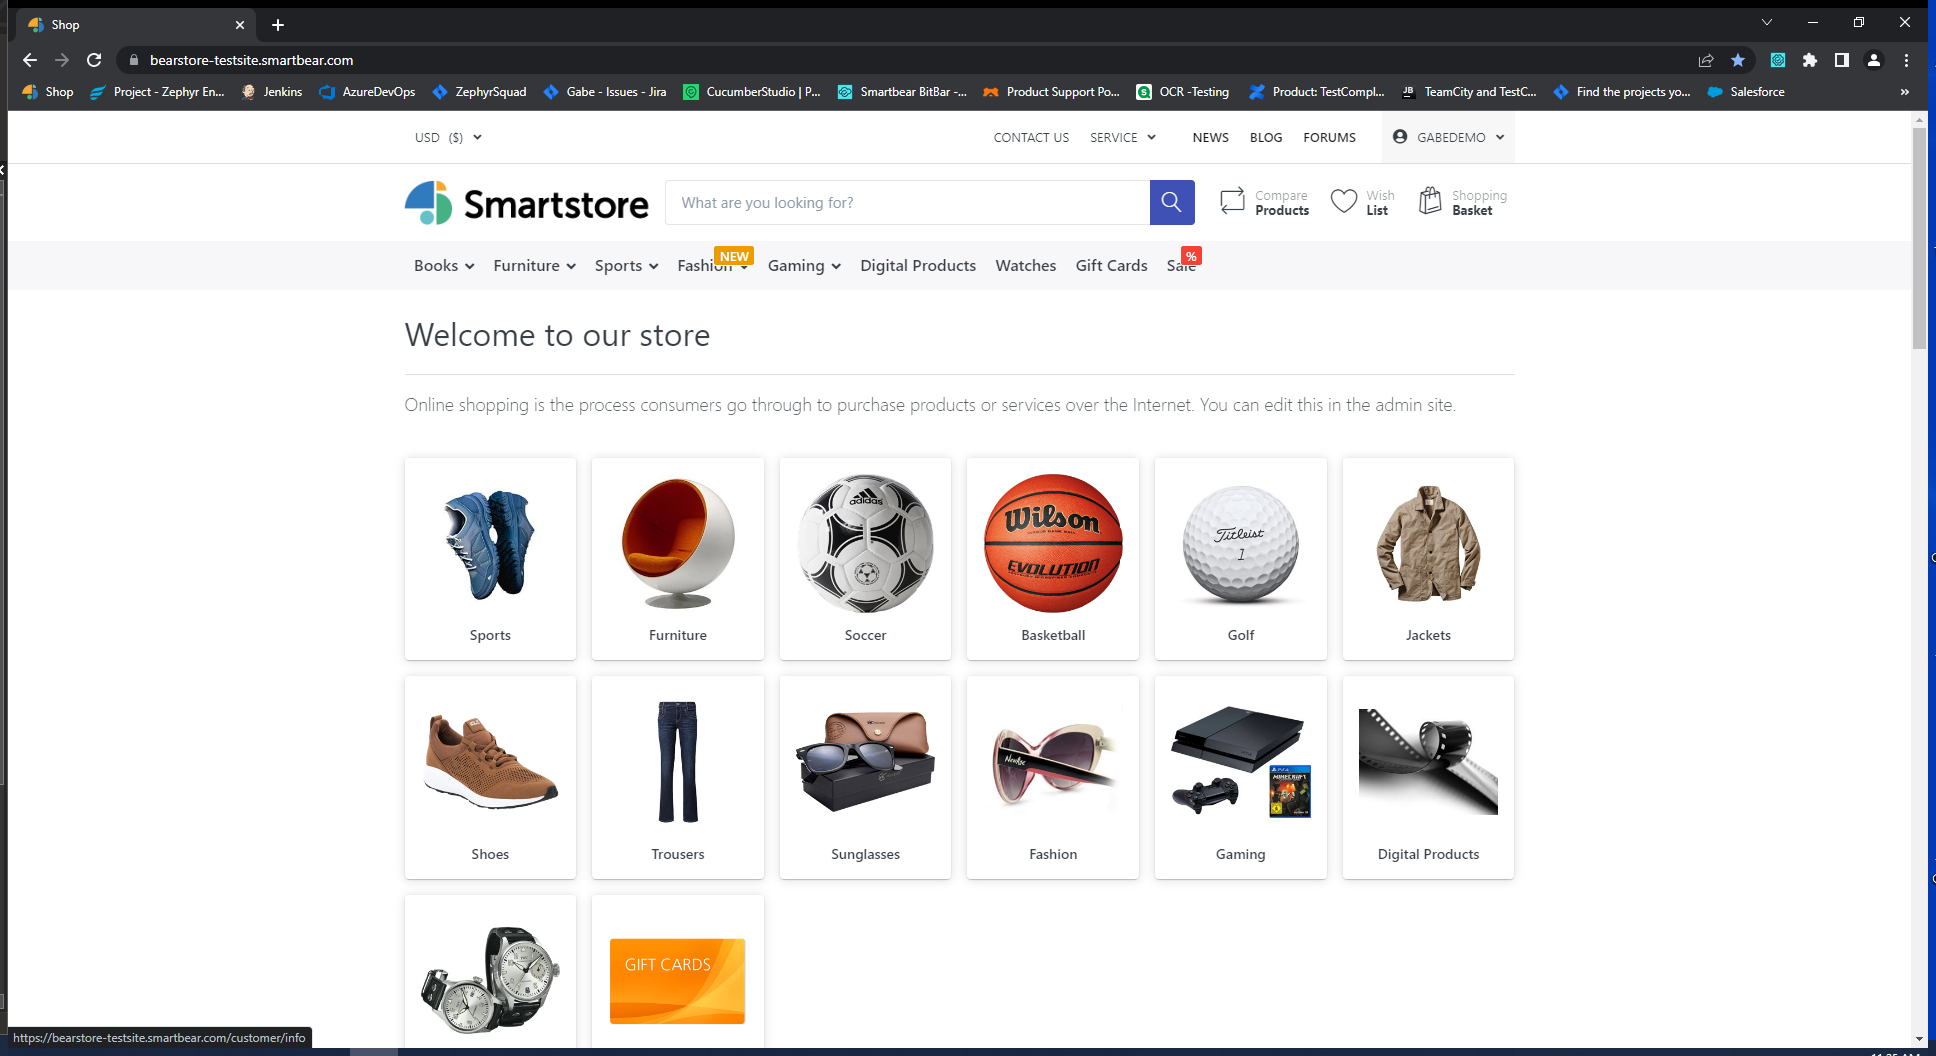 Shop
bearstore-testsite.smartbear.com
Shop
Project - Zephyr En...
Jenkins
AzureDevOps
ZephyrSquad
Gabe - Issues - Jira
CucumberStudio | P...
Smartbear BitBar -...
Product Support Po...
OCR -Testing
Product: TestCompl...
TeamCity and TestC...
Find the projects yo...
Salesforce
»
USD ($)
CONTACT US
SERVICE
NEWS
BLOG
FORUMS
GABEDEMO
Smartstore
What are you looking for?
Compare
Products
Wish
List
Shopping
Basket
Books
Furniture
Sports
Fashion
NEW
Gaming
Digital Products
Watches
Gift Cards
Sale
%
Welcome to our store
Online shopping is the process consumers go through to purchase products or services over the Internet. You can edit this in the admin site.
adidas
Wilson
EVOLUTION
Titleist
1
Sports
Furniture
Soccer
Basketball
Golf
Jackets
MINECRAFT
Shoes
Trousers
Sunglasses
Fashion
Gaming
Digital Products
GIFT CARDS
https://bearstore-testsite.smartbear.com/customer/info